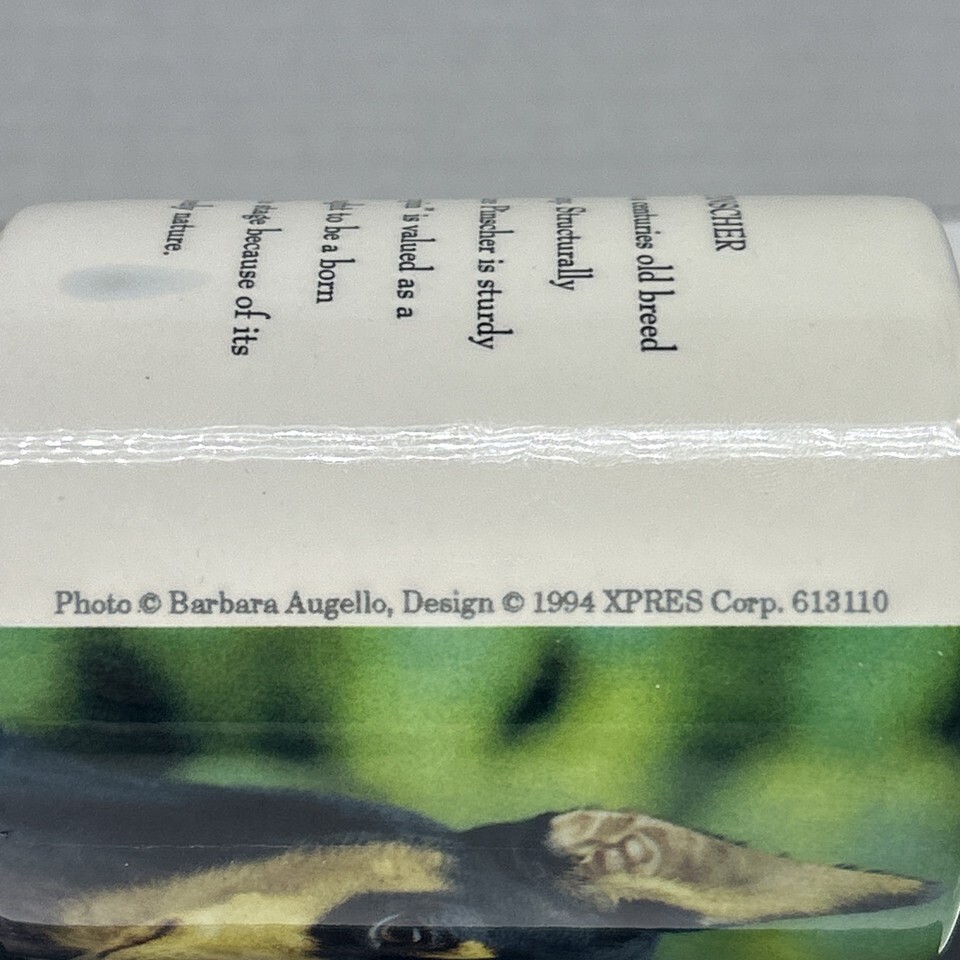 centuries old breed
Structurally
Pinscher is sturdy
is valued as a
to be a born
stage because of its
nature.
Photo © Barbara Augello, Design © 1994 XPRES Corp. 613110